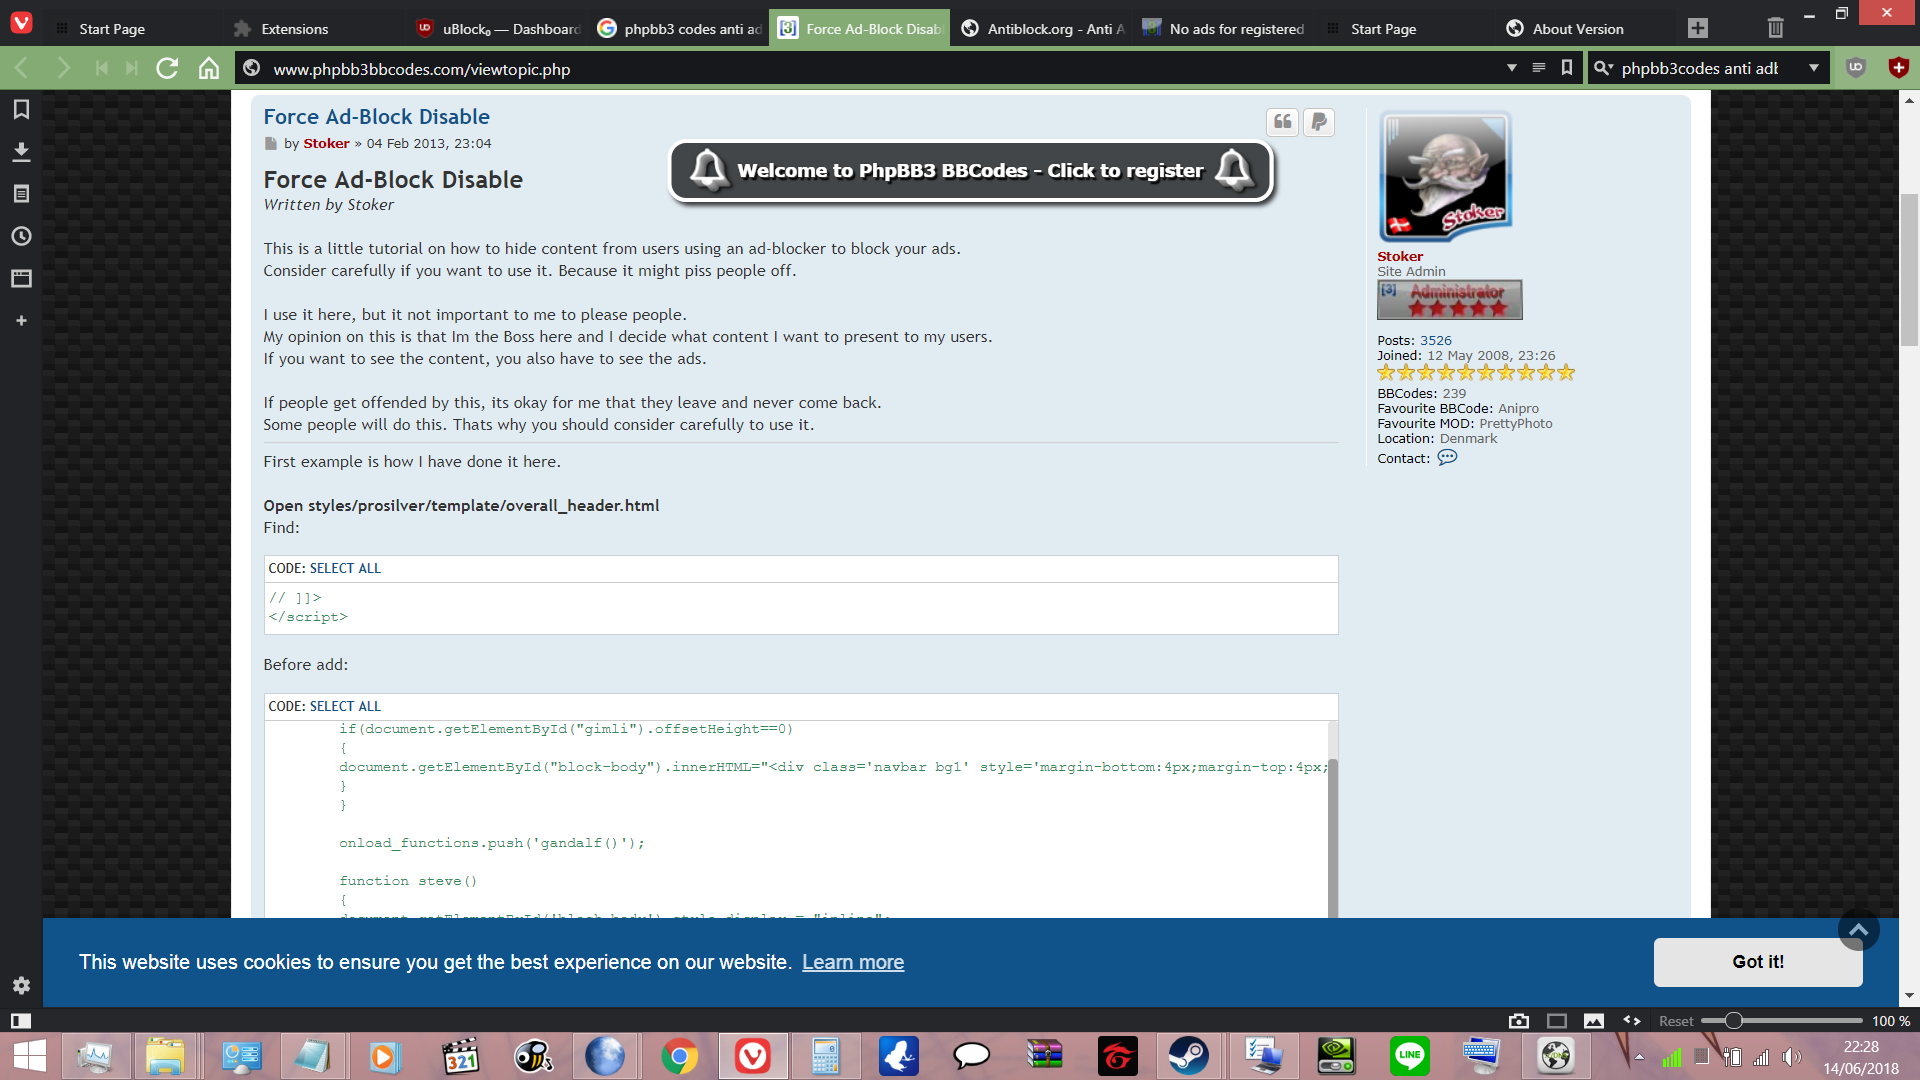 Start Page
Extensions
uBlock₀ — Dashboard
phpbb3 codes anti ad
Force Ad-Block Disabl
Antiblock.org - Anti A
No ads for registered
Start Page
About Version
www.phpbb3bbcodes.com/viewtopic.php
phpbb3codes anti adb
Force Ad-Block Disable
by Stoker » 04 Feb 2013, 23:04
Welcome to PhpBB3 BBCodes - Click to register
Force Ad-Block Disable
Written by Stoker
This is a little tutorial on how to hide content from users using an ad-blocker to block your ads.
Consider carefully if you want to use it. Because it might piss people off.
I use it here, but it not important to me to please people.
My opinion on this is that Im the Boss here and I decide what content I want to present to my users.
If you want to see the content, you also have to see the ads.
If people get offended by this, its okay for me that they leave and never come back.
Some people will do this. Thats why you should consider carefully to use it.
First example is how I have done it here.
Open styles/prosilver/template/overall_header.html
Find:
CODE: SELECT ALL
// ]]>
</script>
Before add:
CODE: SELECT ALL
if(document.getElementById("gimli").offsetHeight==0)
{
document.getElementById("block-body").innerHTML="<div class='navbar bg1' style='margin-bottom:4px;margin-top:4px;
}
}
onload_functions.push('gandalf()');
function steve()
{
document.getElementById('block-body').style.display = "inline";
Stoker
Stoker
Site Admin
[3] Administrator
Posts: 3526
Joined: 12 May 2008, 23:26
BBCodes: 239
Favourite BBCode: Anipro
Favourite MOD: PrettyPhoto
Location: Denmark
Contact:
This website uses cookies to ensure you get the best experience on our website. Learn more
Got it!
Reset
100 %
321
LINE
22:28
14/06/2018